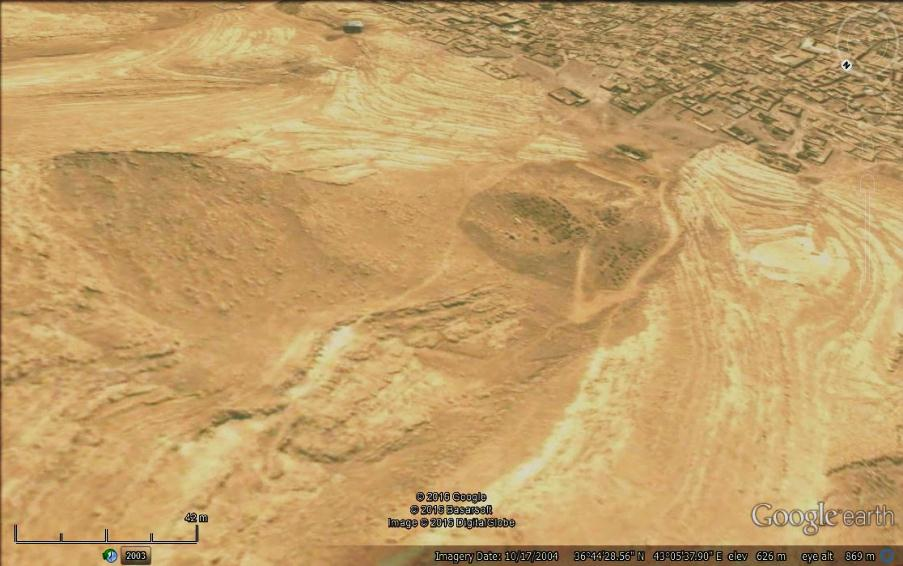 42 m
© 2016 Google
© 2016 Basarsoft
Image © 2016 DigitalGlobe
Google earth
2003
Imagery Date: 10/17/2004 36°44'28.56" N 43°05'37.90" E elev 626 m eye alt 869 m
N